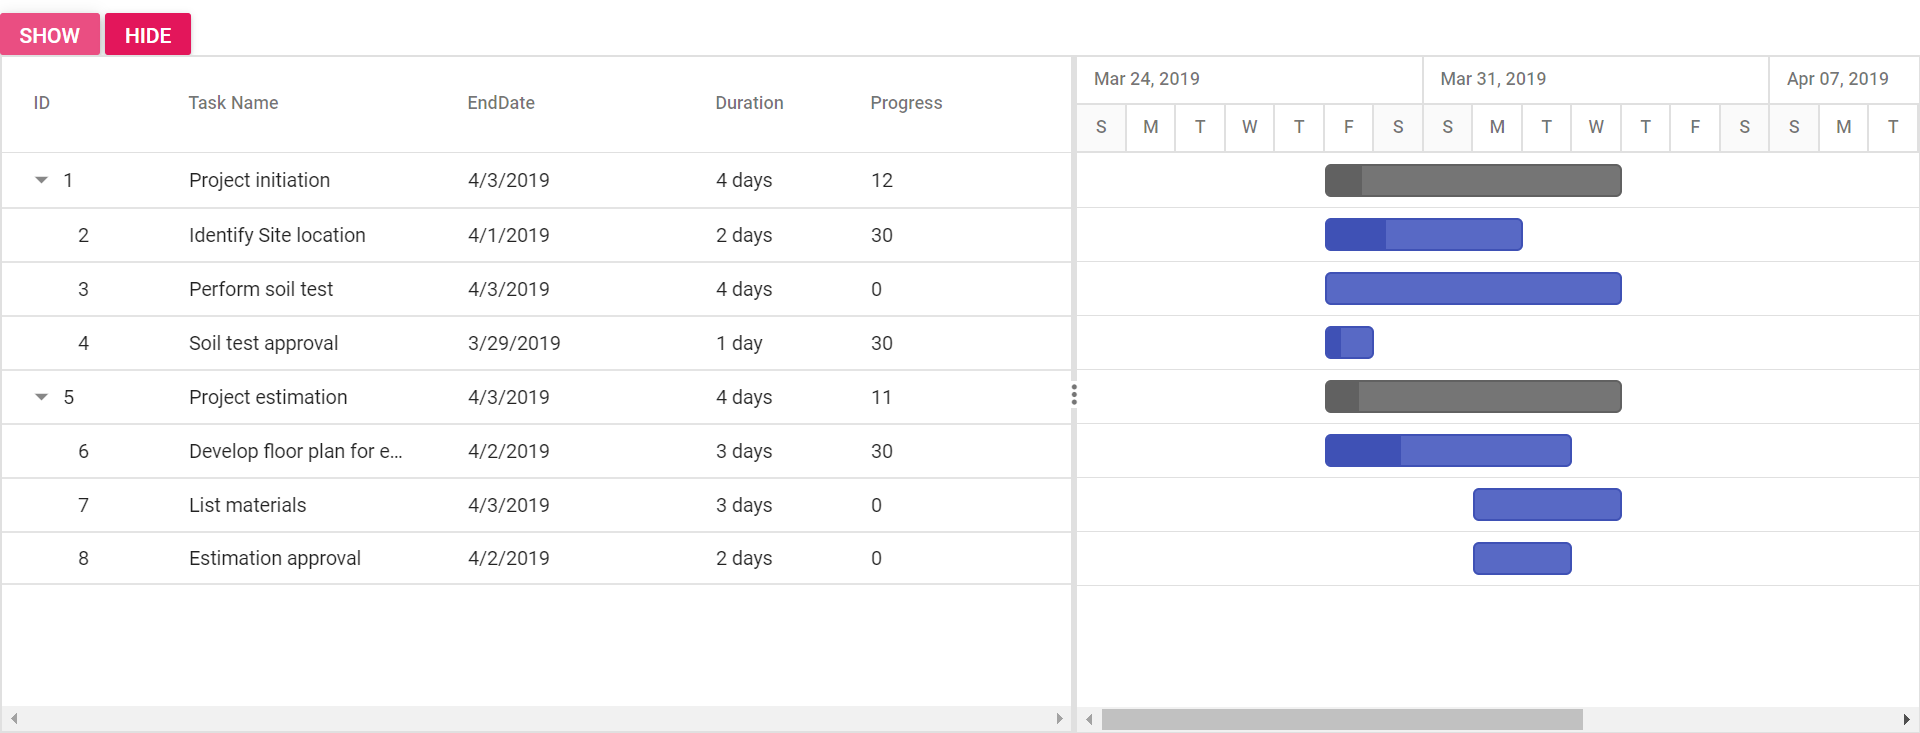 SHOW HIDE
ID Task Name EndDate Duration Progress
Mar 24, 2019 Mar 31, 2019 Apr 07, 2019
S M T W T F S S M T W T F S S M T
1 Project initiation 4/3/2019 4 days 12
2 Identify Site location 4/1/2019 2 days 30
3 Perform soil test 4/3/2019 4 days 0
4 Soil test approval 3/29/2019 1 day 30
5 Project estimation 4/3/2019 4 days 11
6 Develop floor plan for e... 4/2/2019 3 days 30
7 List materials 4/3/2019 3 days 0
8 Estimation approval 4/2/2019 2 days 0